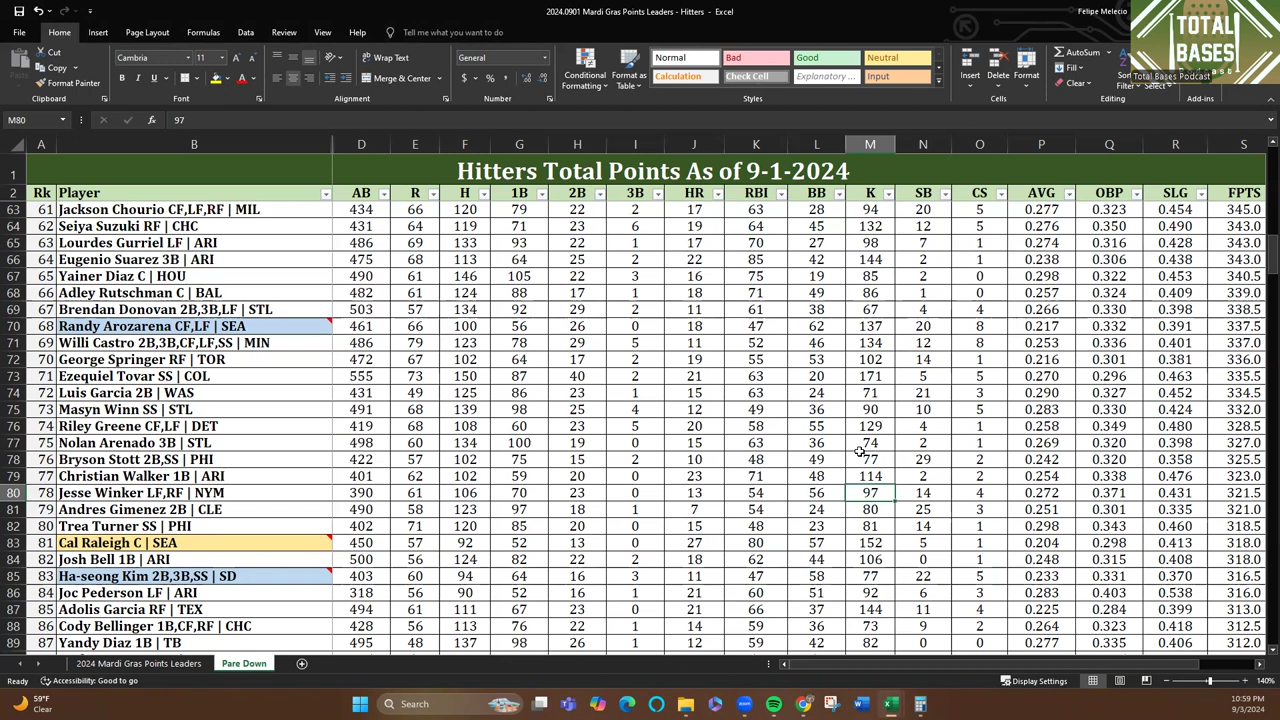 2024.0901 Mardi Gras Points Leaders - Hitters - Excel
Felipe Melecio
File Home Insert Page Layout Formulas Data Review View Help Tell me what you want to do
TOTAL BASES
Total Bases Podcast
Cut
Copy
Format Painter
Paste
Clipboard
Cambria 11
B I U
Font
Wrap Text
Merge & Center
Alignment
General
$ % ,
Number
Conditional Formatting
Format as Table
Normal Bad Good Neutral
Calculation Check Cell Explanatory ... Input
Styles
Insert Delete Format
Cells
AutoSum
Fill
Clear
Editing
Add-ins
M80 fx 97
A B D E F G H I J K L M N O P Q R S
1 Hitters Total Points As of 9-1-2024
2 Rk Player AB R H 1B 2B 3B HR RBI BB K SB CS AVG OBP SLG FPTS
63 61 Jackson Chourio CF,LF,RF | MIL 434 66 120 79 22 2 17 63 28 94 20 5 0.277 0.323 0.454 345.0
64 62 Seiya Suzuki RF | CHC 431 64 119 71 23 6 19 64 45 132 12 5 0.276 0.350 0.490 343.0
65 63 Lourdes Gurriel LF | ARI 486 69 133 93 22 1 17 70 27 98 7 1 0.274 0.316 0.428 343.0
66 64 Eugenio Suarez 3B | ARI 475 68 113 64 25 2 22 85 42 144 2 1 0.238 0.308 0.438 343.0
67 65 Yainer Diaz C | HOU 490 61 146 105 22 3 16 75 19 85 2 0 0.298 0.322 0.453 340.5
68 66 Adley Rutschman C | BAL 482 61 124 88 17 1 18 71 49 86 1 0 0.257 0.324 0.409 339.0
69 67 Brendan Donovan 2B,3B,LF | STL 503 57 134 92 29 2 11 61 38 67 4 4 0.266 0.330 0.398 338.5
70 68 Randy Arozarena CF,LF | SEA 461 66 100 56 26 0 18 47 62 137 20 8 0.217 0.332 0.391 337.5
71 69 Willi Castro 2B,3B,CF,LF,SS | MIN 486 79 123 78 29 5 11 52 46 134 12 8 0.253 0.336 0.401 337.0
72 70 George Springer RF | TOR 472 67 102 64 17 2 19 55 53 102 14 1 0.216 0.301 0.381 336.0
73 71 Ezequiel Tovar SS | COL 555 73 150 87 40 2 21 63 20 171 5 5 0.270 0.296 0.463 335.5
74 72 Luis Garcia 2B | WAS 431 49 125 86 23 1 15 63 24 71 21 3 0.290 0.327 0.452 334.5
75 73 Masyn Winn SS | STL 491 68 139 98 25 4 12 49 36 90 10 5 0.283 0.330 0.424 332.0
76 74 Riley Greene CF,LF | DET 419 68 108 60 23 5 20 58 55 129 4 1 0.258 0.349 0.480 328.5
77 75 Nolan Arenado 3B | STL 498 60 134 100 19 0 15 63 36 74 2 1 0.269 0.320 0.398 327.0
78 76 Bryson Stott 2B,SS | PHI 422 57 102 75 15 2 10 48 49 77 29 2 0.242 0.320 0.358 325.5
79 77 Christian Walker 1B | ARI 401 62 102 59 20 0 23 71 48 114 2 2 0.254 0.338 0.476 323.0
80 78 Jesse Winker LF,RF | NYM 390 61 106 70 23 0 13 54 56 97 14 4 0.272 0.371 0.431 321.5
81 79 Andres Gimenez 2B | CLE 490 58 123 97 18 1 7 54 24 80 25 3 0.251 0.301 0.335 321.0
82 80 Trea Turner SS | PHI 402 71 120 85 20 0 15 48 23 81 14 1 0.298 0.343 0.460 318.5
83 81 Cal Raleigh C | SEA 450 57 92 52 13 0 27 80 57 152 5 1 0.204 0.298 0.413 318.0
84 82 Josh Bell 1B | ARI 500 56 124 82 22 2 18 62 44 106 0 0 0.248 0.315 0.408 318.0
85 83 Ha-seong Kim 2B,3B,SS | SD 403 60 94 64 16 3 11 47 58 77 22 5 0.233 0.331 0.370 316.5
86 84 Joc Pederson LF | ARI 318 56 90 52 16 1 21 60 51 92 6 3 0.283 0.403 0.538 316.0
87 85 Adolis Garcia RF | TEX 494 61 111 67 23 0 21 66 37 144 11 4 0.225 0.284 0.399 313.0
88 86 Cody Bellinger 1B,CF,RF | CHC 428 56 113 76 22 1 14 59 36 73 9 4 0.264 0.323 0.418 312.5
89 87 Yandy Diaz 1B | TB 495 48 137 98 26 1 12 59 42 82 0 0 0.277 0.335 0.406 312.0
2024 Mardi Gras Points Leaders Pare Down
Ready Accessibility: Good to go Display Settings 140%
59°F
Clear
Search
10:59 PM
9/3/2024